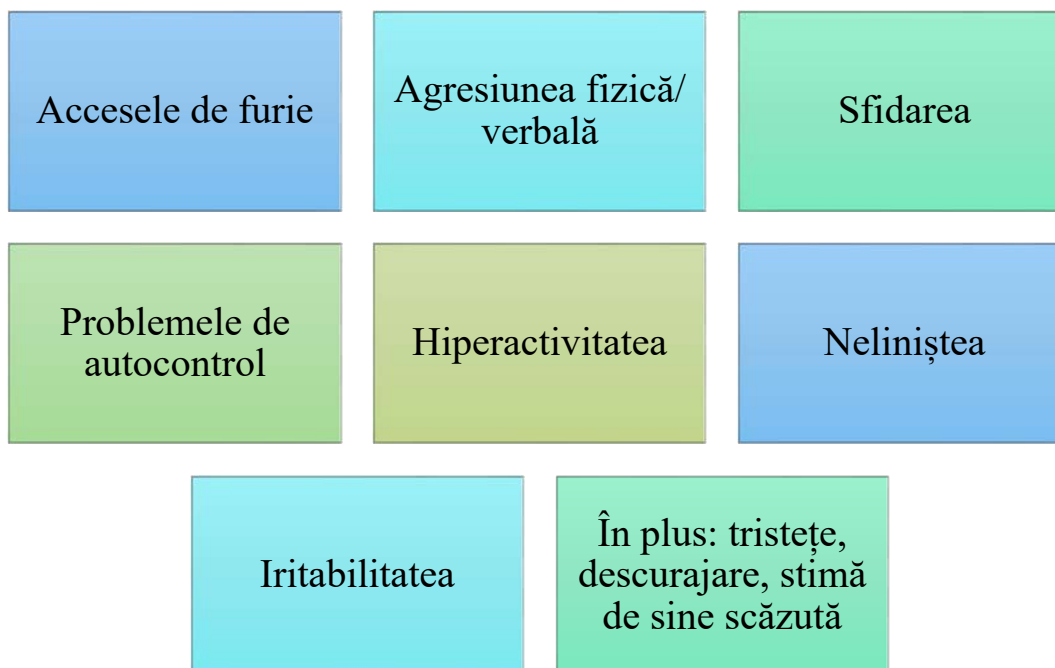 Accesele de furie
Agresiunea fizică/
verbală
Sfidarea
Problemele de
autocontrol
Hiperactivitatea
Neliniștea
Iritabilitatea
În plus: tristețe,
descurajare, stimă
de sine scăzută